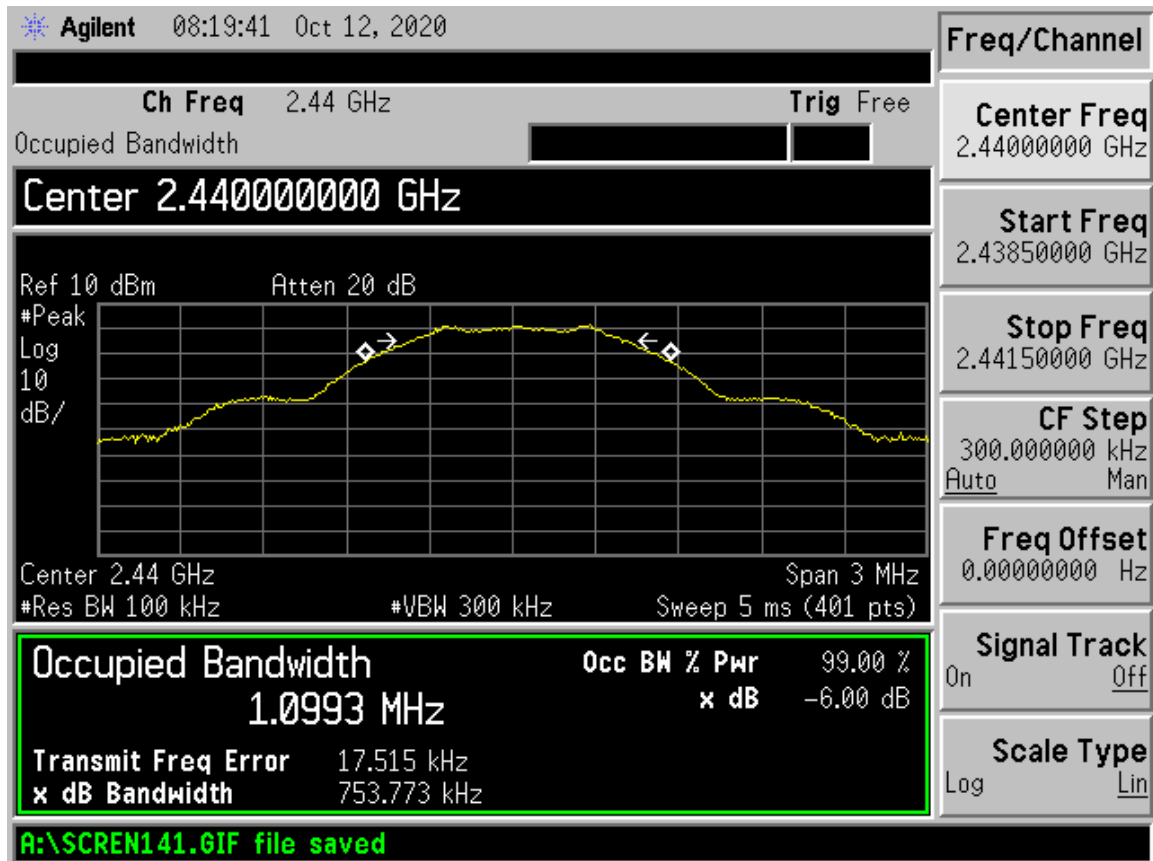 Agilent 08:19:41 Oct 12, 2020
Ch Freq 2.44 GHz Trig Free
Occupied Bandwidth
Center 2.440000000 GHz
Ref 10 dBm Atten 20 dB
#Peak
Log
10
dB/
Center 2.44 GHz Span 3 MHz
#Res BW 100 kHz #VBW 300 kHz Sweep 5 ms (401 pts)
Occupied Bandwidth Occ BW % Pwr 99.00 %
1.0993 MHz x dB -6.00 dB
Transmit Freq Error 17.515 kHz
x dB Bandwidth 753.773 kHz
A:\SCREN141.GIF file saved
Freq/Channel
Center Freq
2.44000000 GHz
Start Freq
2.43850000 GHz
Stop Freq
2.44150000 GHz
CF Step
300.000000 kHz
Auto Man
Freq Offset
0.00000000 Hz
Signal Track
On Off
Scale Type
Log Lin